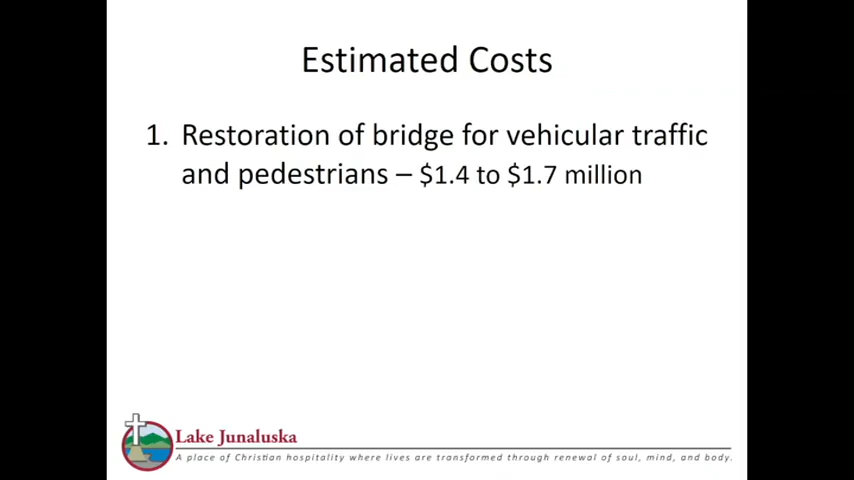 Estimated Costs
1. Restoration of bridge for vehicular traffic
and pedestrians – $1.4 to $1.7 million
Lake Junaluska
A place of Christian hospitality where lives are transformed through renewal of soul, mind, and body.